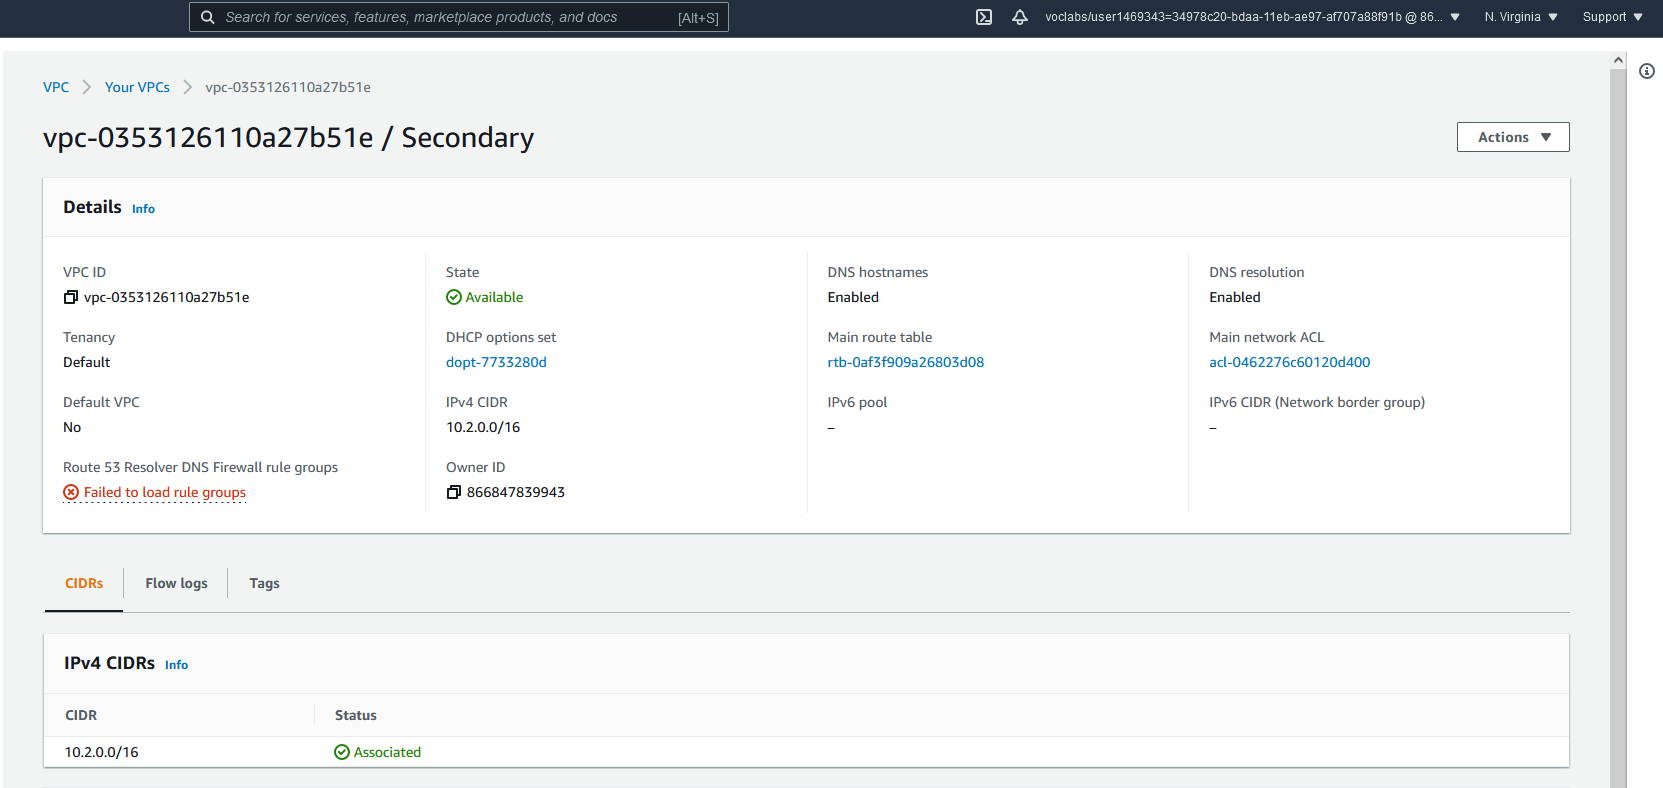 Search for services, features, marketplace products, and docs [Alt+S] voclabs/user1469343=34978c20-bdaa-11eb-ae97-af707a88f91b @ 86... N. Virginia Support
VPC Your VPCs vpc-0353126110a27b51e
vpc-0353126110a27b51e / Secondary
Actions
Details Info
VPC ID State DNS hostnames DNS resolution
vpc-0353126110a27b51e Available Enabled Enabled
Tenancy DHCP options set Main route table Main network ACL
Default dopt-7733280d rtb-0af3f909a26803d08 acl-0462276c60120d400
Default VPC IPv4 CIDR IPv6 pool IPv6 CIDR (Network border group)
No 10.2.0.0/16 – –
Route 53 Resolver DNS Firewall rule groups Owner ID
Failed to load rule groups 866847839943
CIDRs Flow logs Tags
IPv4 CIDRs Info
CIDR Status
10.2.0.0/16 Associated